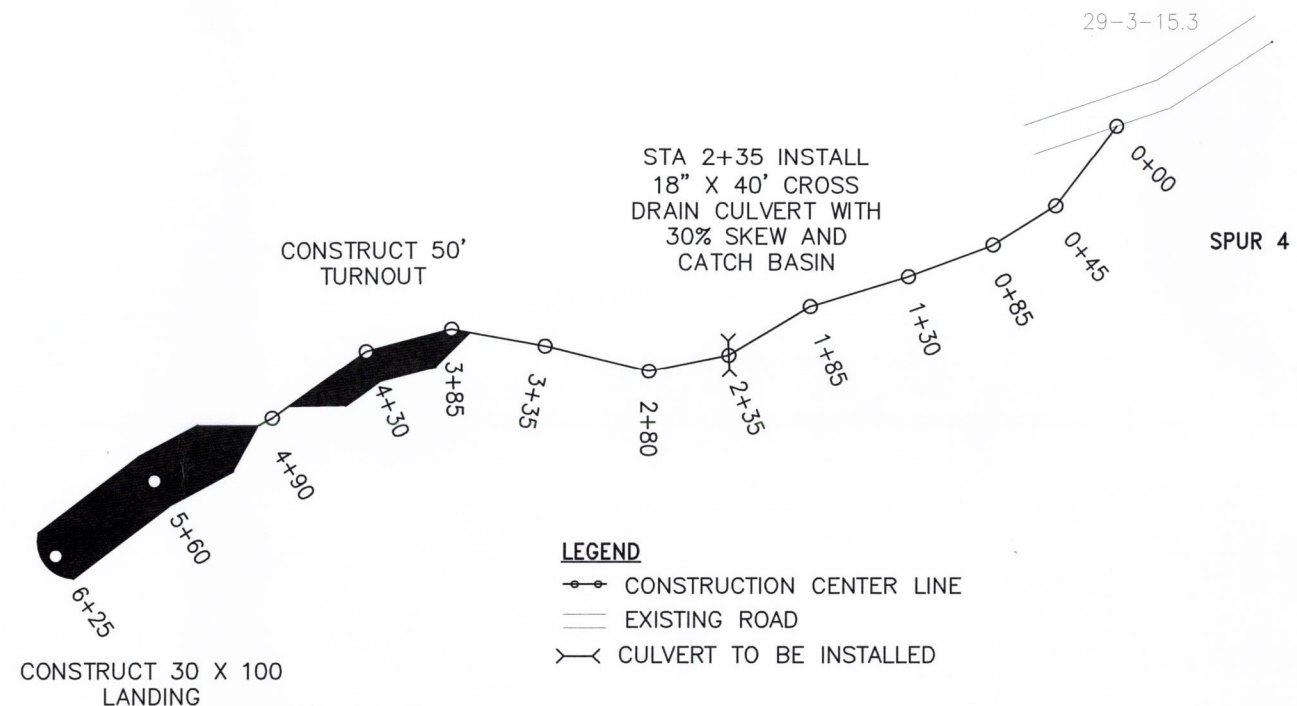 29-3-15.3
STA 2+35 INSTALL
18" X 40' CROSS
DRAIN CULVERT WITH
30% SKEW AND
CATCH BASIN
CONSTRUCT 50'
TURNOUT
SPUR 4
0+00
0+45
0+85
1+30
1+85
2+35
2+80
3+35
3+85
4+30
4+90
5+60
6+25
CONSTRUCT 30 X 100
LANDING
LEGEND
CONSTRUCTION CENTER LINE
EXISTING ROAD
CULVERT TO BE INSTALLED